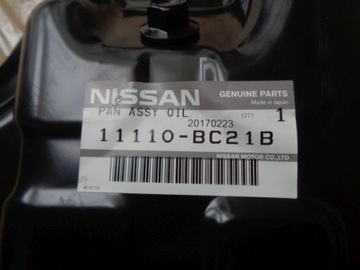 NISSAN
GENUINE PARTS
Made in Japan
PAN ASSY OIL
20170223
QTY 1
11110-BC21B
NISSAN MOTOR CO.,LTD.